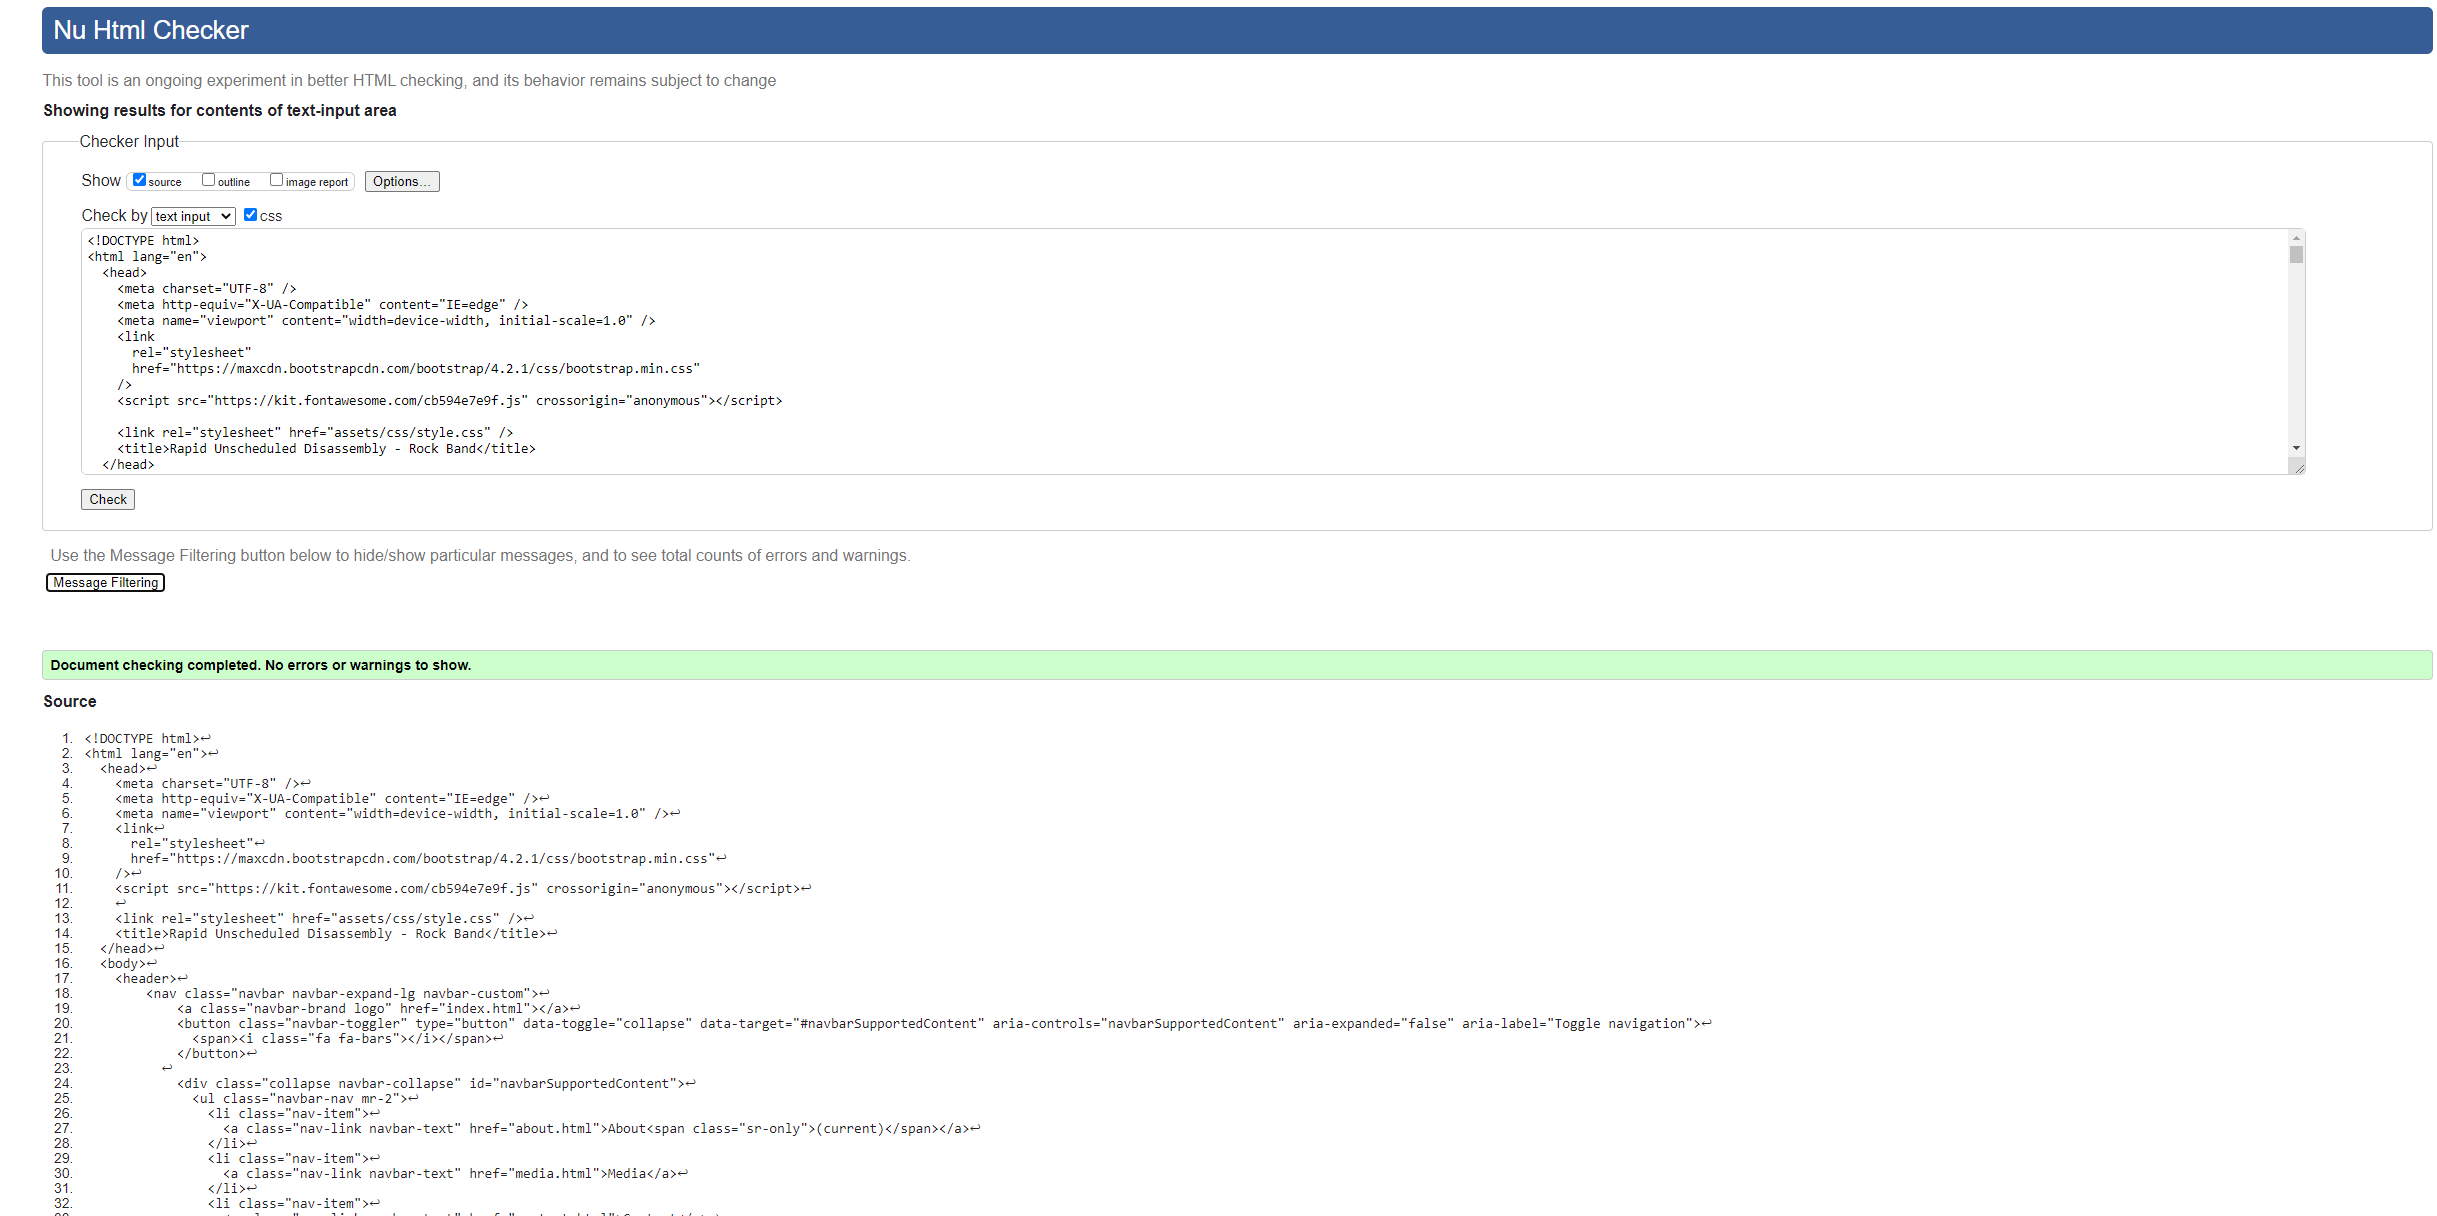 Nu Html Checker
This tool is an ongoing experiment in better HTML checking, and its behavior remains subject to change
Showing results for contents of text-input area
Checker Input
Show source outline image report Options...
Check by text input css
<!DOCTYPE html>
<html lang="en">
  <head>
    <meta charset="UTF-8" />
    <meta http-equiv="X-UA-Compatible" content="IE=edge" />
    <meta name="viewport" content="width=device-width, initial-scale=1.0" />
    <link
      rel="stylesheet"
      href="https://maxcdn.bootstrapcdn.com/bootstrap/4.2.1/css/bootstrap.min.css"
    />
    <script src="https://kit.fontawesome.com/cb594e7e9f.js" crossorigin="anonymous"></script>
    <link rel="stylesheet" href="assets/css/style.css" />
    <title>Rapid Unscheduled Disassembly - Rock Band</title>
  </head>
Check
Use the Message Filtering button below to hide/show particular messages, and to see total counts of errors and warnings.
Message Filtering
Document checking completed. No errors or warnings to show.
Source
1. <!DOCTYPE html>↩
2. <html lang="en">↩
3.   <head>↩
4.     <meta charset="UTF-8" />↩
5.     <meta http-equiv="X-UA-Compatible" content="IE=edge" />↩
6.     <meta name="viewport" content="width=device-width, initial-scale=1.0" />↩
7.     <link↩
8.       rel="stylesheet"↩
9.       href="https://maxcdn.bootstrapcdn.com/bootstrap/4.2.1/css/bootstrap.min.css"↩
10.     />↩
11.     <script src="https://kit.fontawesome.com/cb594e7e9f.js" crossorigin="anonymous"></script>↩
12.     ↩
13.     <link rel="stylesheet" href="assets/css/style.css" />↩
14.     <title>Rapid Unscheduled Disassembly - Rock Band</title>↩
15.   </head>↩
16.   <body>↩
17.     <header>↩
18.         <nav class="navbar navbar-expand-lg navbar-custom">↩
19.             <a class="navbar-brand logo" href="index.html"></a>↩
20.             <button class="navbar-toggler" type="button" data-toggle="collapse" data-target="#navbarSupportedContent" aria-controls="navbarSupportedContent" aria-expanded="false" aria-label="Toggle navigation">↩
21.               <span><i class="fa fa-bars"></i></span>↩
22.             </button>↩
23.           ↩
24.             <div class="collapse navbar-collapse" id="navbarSupportedContent">↩
25.               <ul class="navbar-nav mr-2">↩
26.                 <li class="nav-item">↩
27.                   <a class="nav-link navbar-text" href="about.html">About<span class="sr-only">(current)</span></a>↩
28.                 </li>↩
29.                 <li class="nav-item">↩
30.                   <a class="nav-link navbar-text" href="media.html">Media</a>↩
31.                 </li>↩
32.                 <li class="nav-item">↩